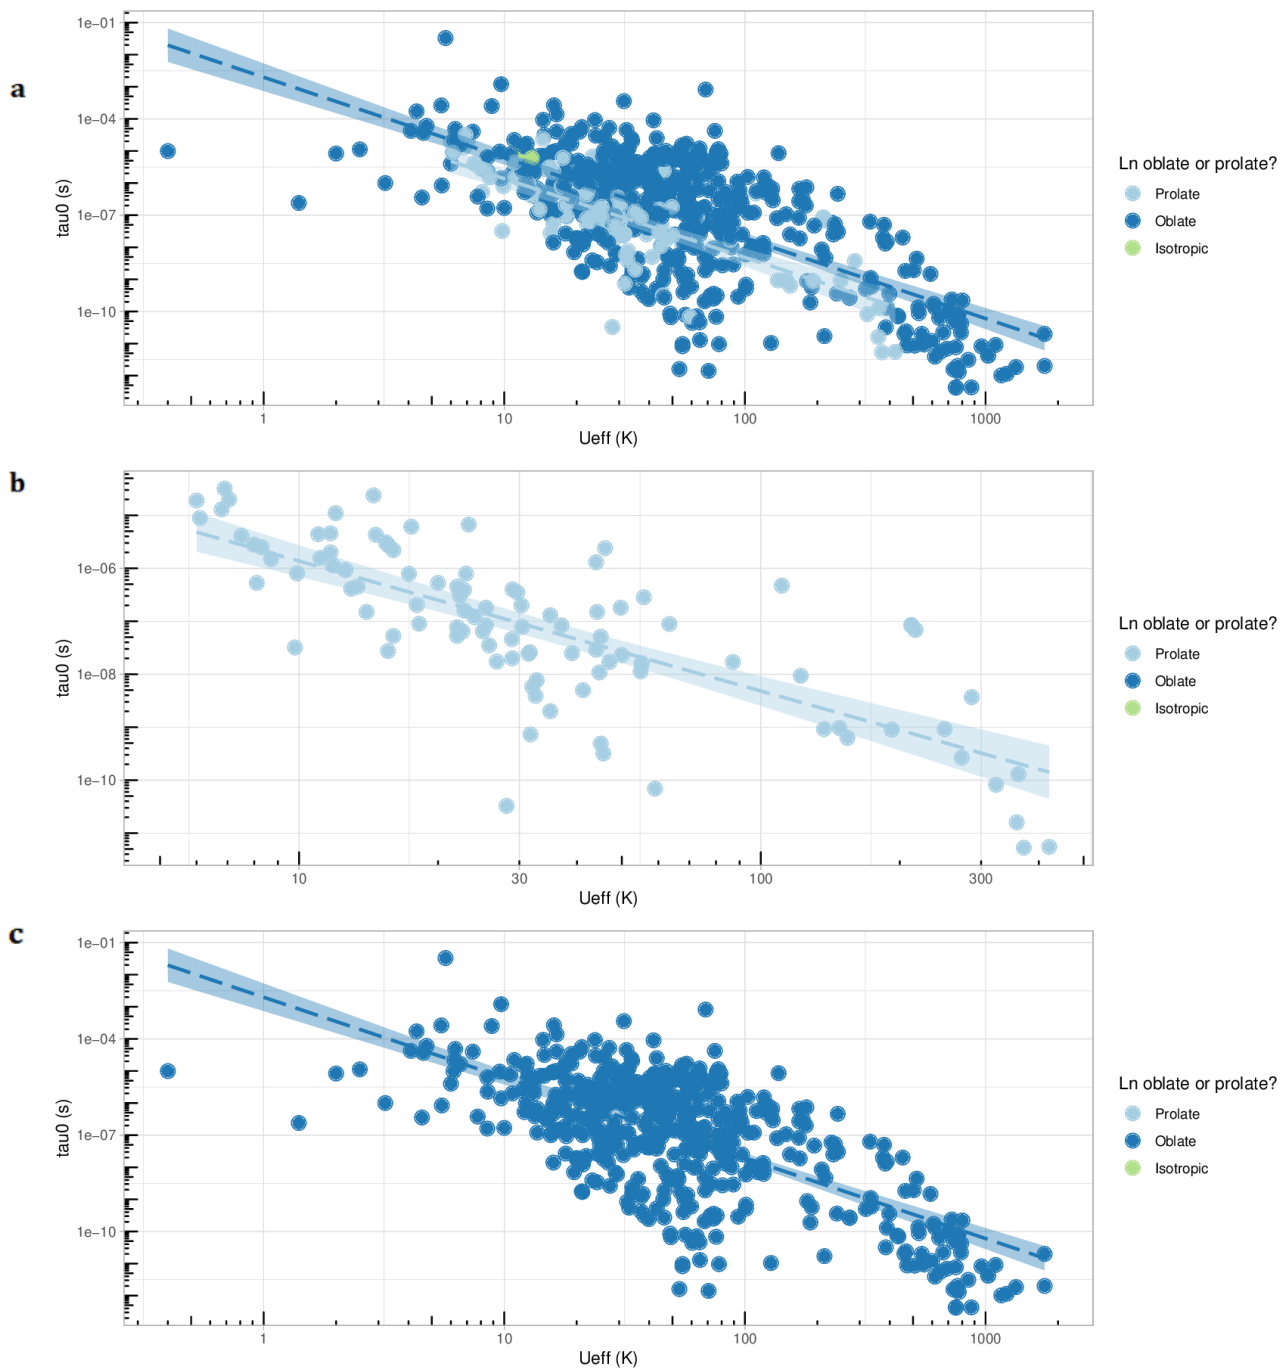 a
1e−01
1e−04
1e−07
1e−10
tau0 (s)
1
10
100
1000
Ueff (K)
Ln oblate or prolate?
Prolate
Oblate
Isotropic
b
1e−06
1e−08
1e−10
tau0 (s)
10
30
100
300
Ueff (K)
Ln oblate or prolate?
Prolate
Oblate
Isotropic
c
1e−01
1e−04
1e−07
1e−10
tau0 (s)
1
10
100
1000
Ueff (K)
Ln oblate or prolate?
Prolate
Oblate
Isotropic